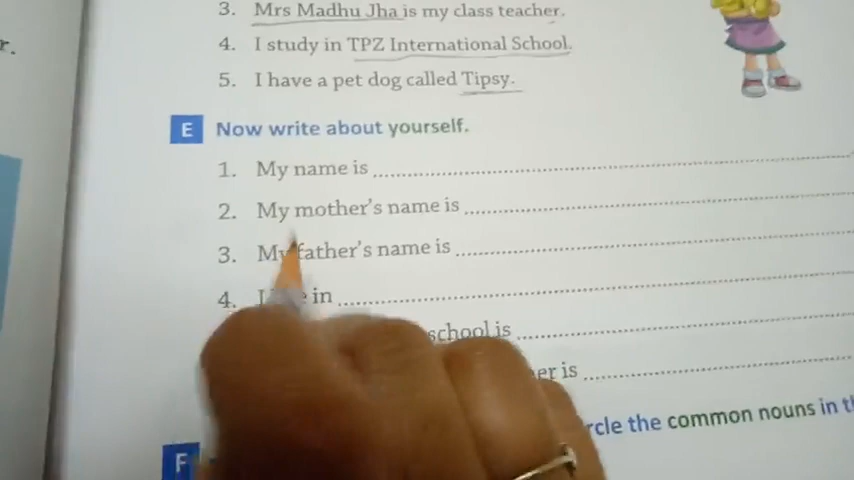 r.
3. Mrs Madhu Jha is my class teacher.
4. I study in TPZ International School.
5. I have a pet dog called Tipsy.
E Now write about yourself.
1. My name is
2. My mother's name is
3. My father's name is
4. I in
school is
er is
F rcle the common nouns in t